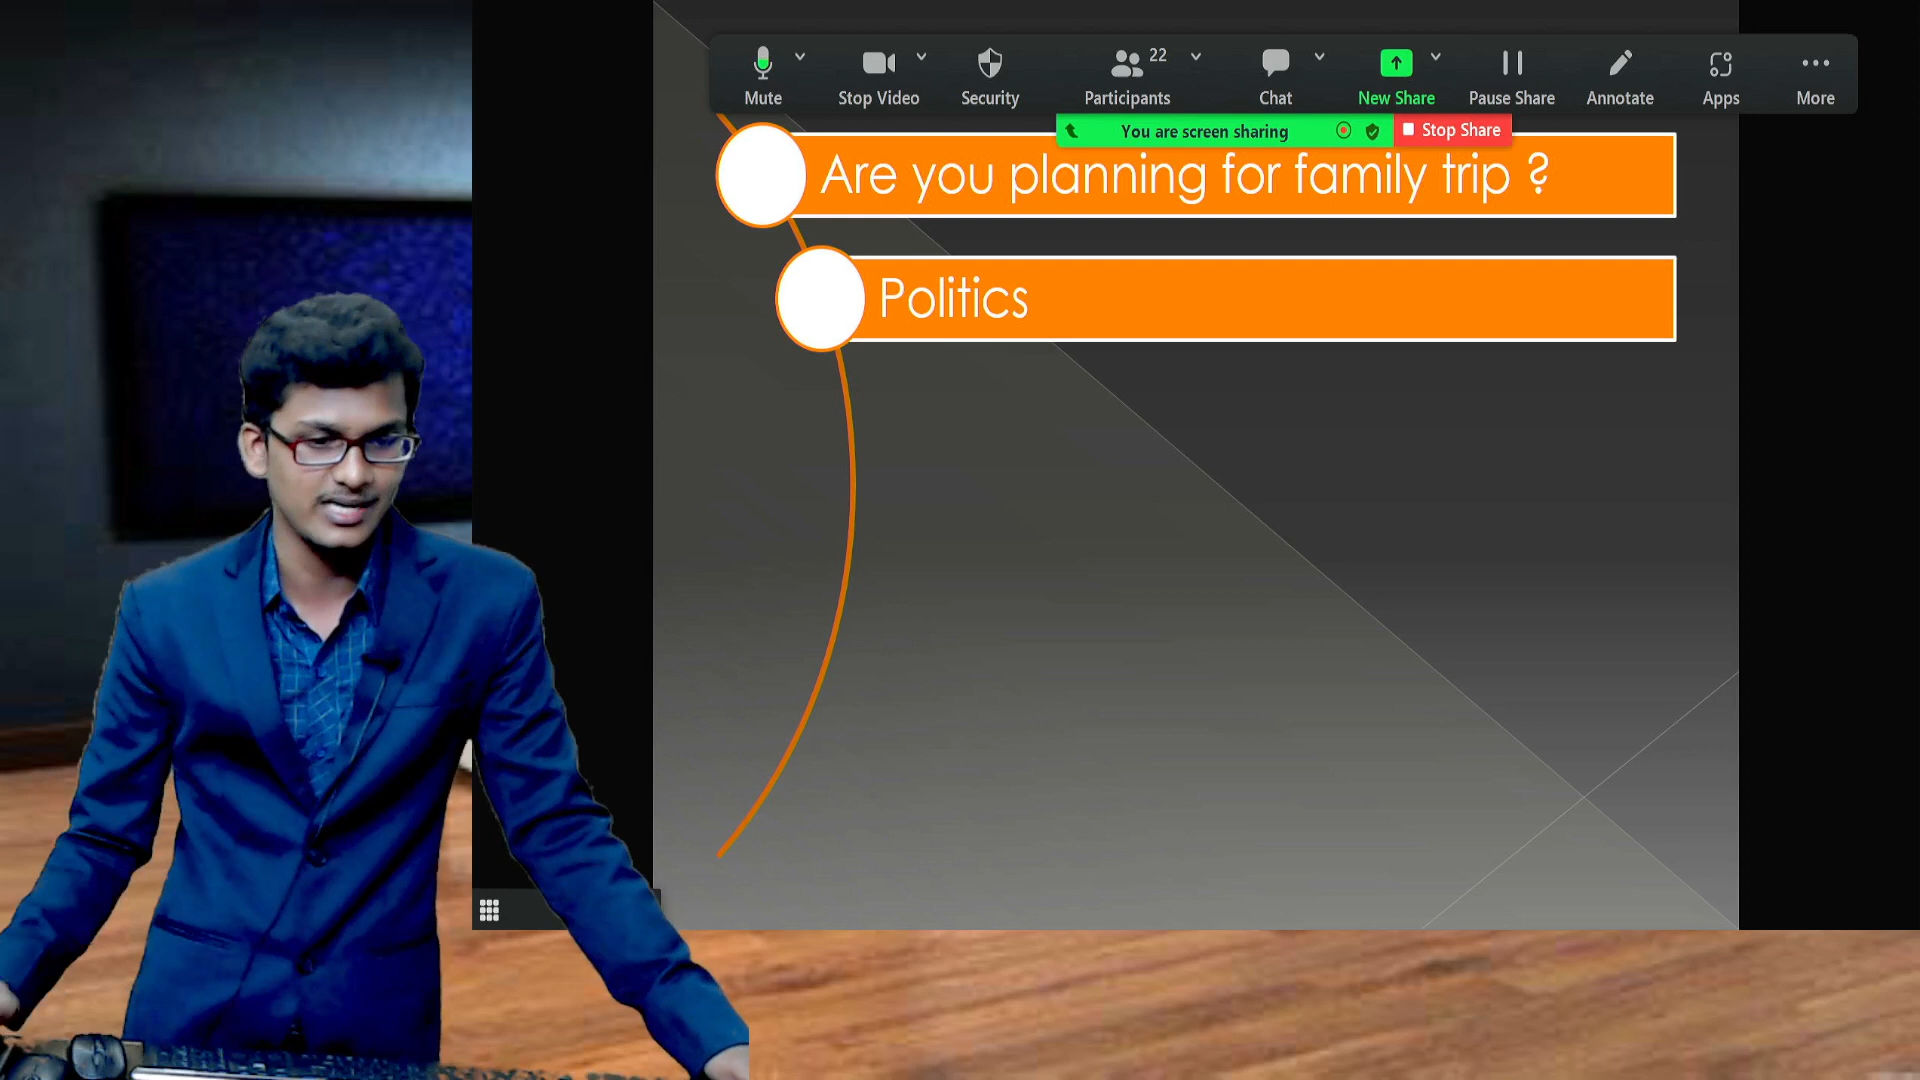 22
Mute
Stop Video
Security
Participants
Chat
New Share
Pause Share
Annotate
Apps
More
You are screen sharing
Stop Share
Are you planning for family trip ?
Politics